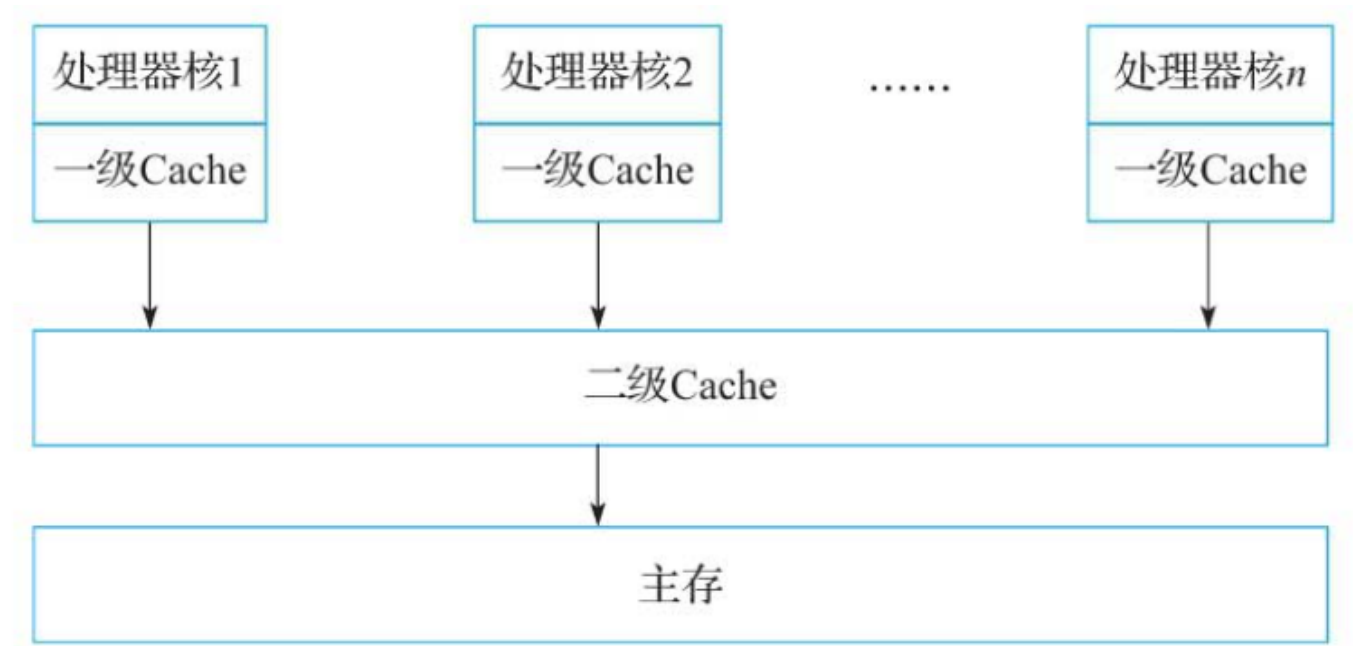 处理器核1
处理器核2
……
处理器核n
一级Cache
一级Cache
一级Cache
二级Cache
主存